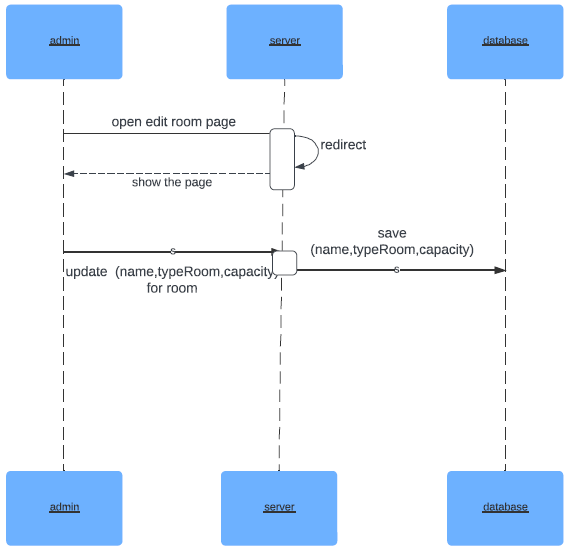 admin
server
database
open edit room page
redirect
show the page
save
(name,typeRoom,capacity)
s
update (name,typeRoom,capacity)
for room
s
admin
server
database